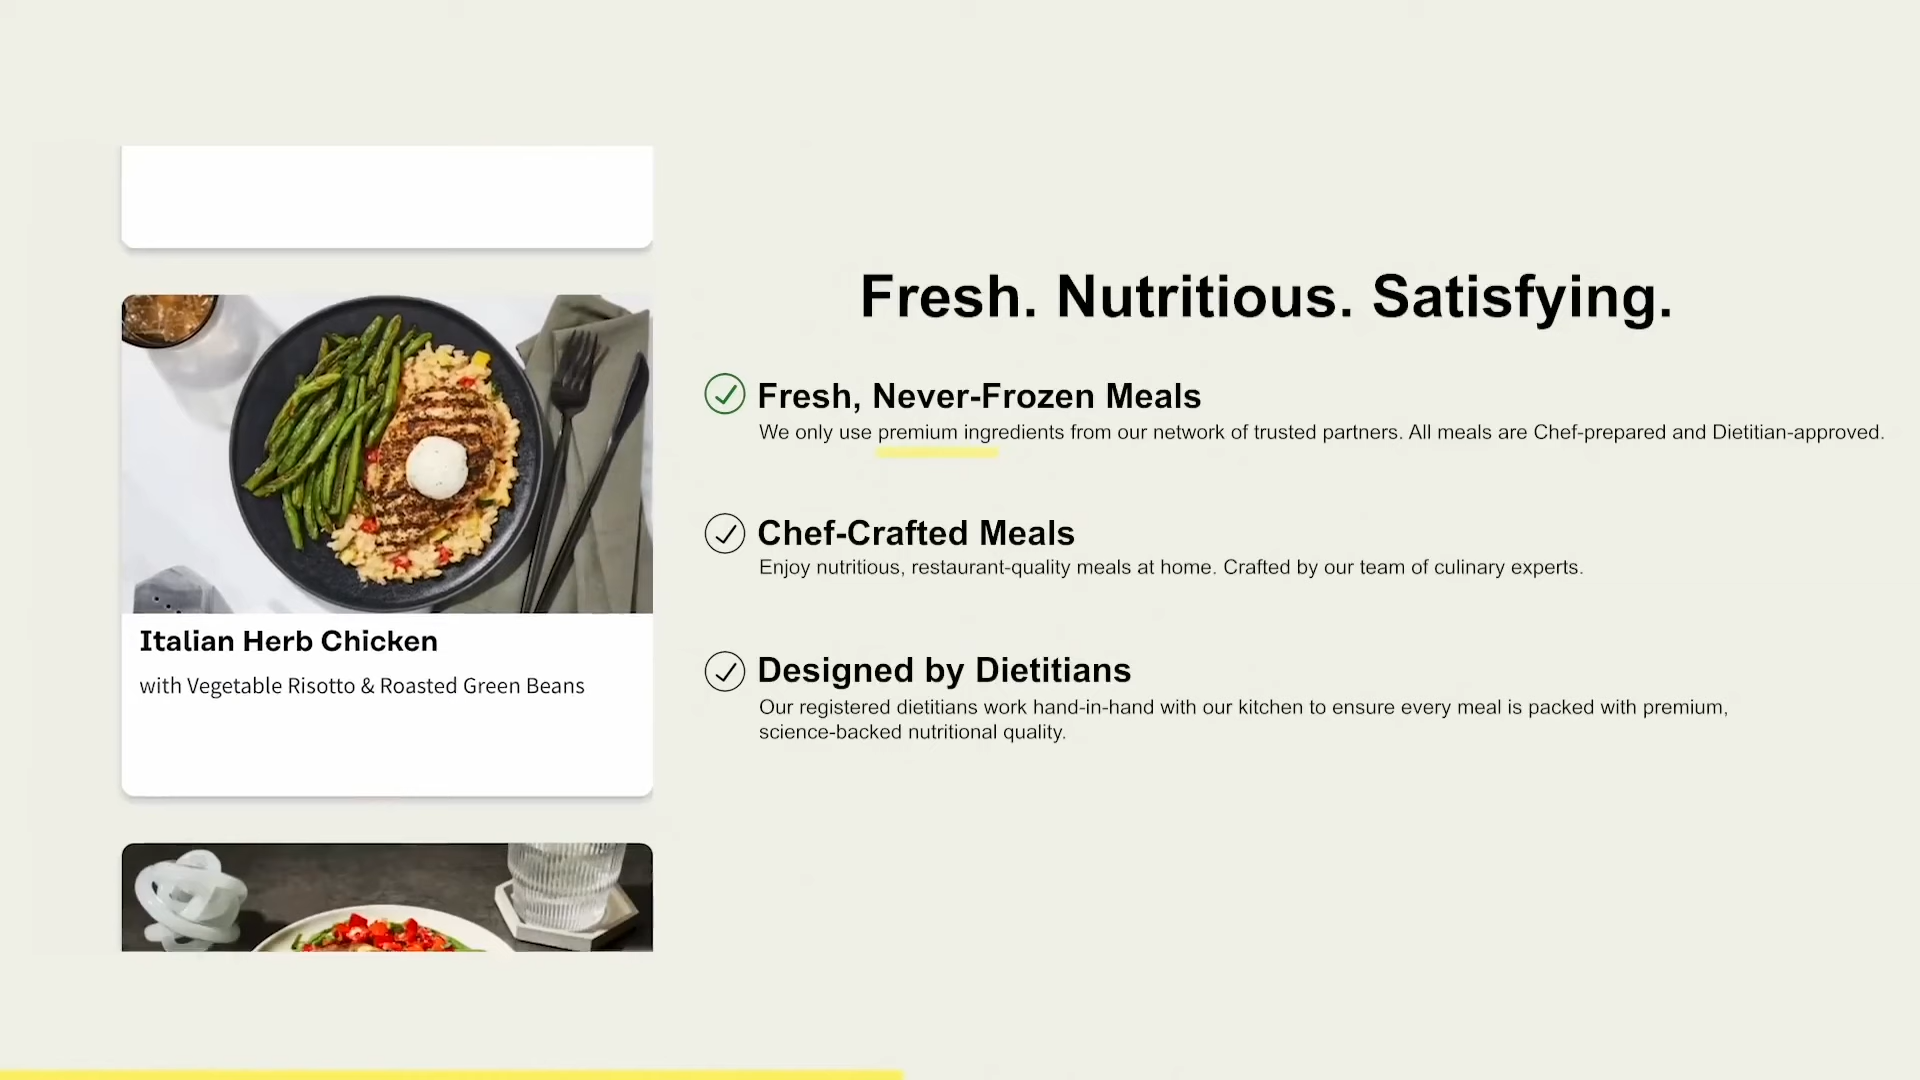 Fresh. Nutritious. Satisfying.
Fresh, Never-Frozen Meals
We only use premium ingredients from our network of trusted partners. All meals are Chef-prepared and Dietitian-approved.
Chef-Crafted Meals
Enjoy nutritious, restaurant-quality meals at home. Crafted by our team of culinary experts.
Designed by Dietitians
Our registered dietitians work hand-in-hand with our kitchen to ensure every meal is packed with premium,
science-backed nutritional quality.
Italian Herb Chicken
with Vegetable Risotto & Roasted Green Beans